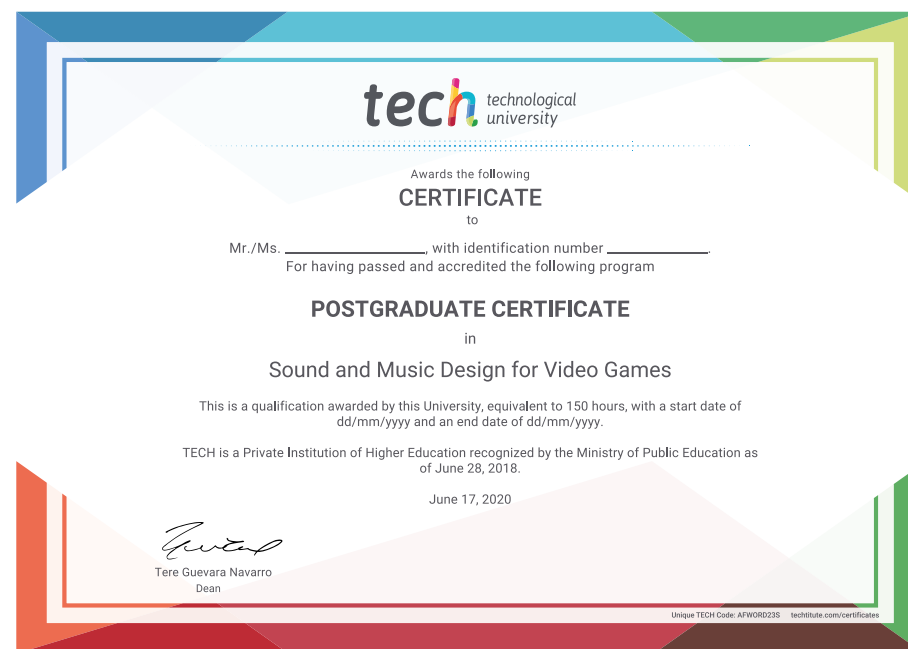 tech technological
university
Awards the following
CERTIFICATE
to
Mr./Ms. ____________________, with identification number ______________.
For having passed and accredited the following program
POSTGRADUATE CERTIFICATE
in
Sound and Music Design for Video Games
This is a qualification awarded by this University, equivalent to 150 hours, with a start date of
dd/mm/yyyy and an end date of dd/mm/yyyy.
TECH is a Private Institution of Higher Education recognized by the Ministry of Public Education as
of June 28, 2018.
June 17, 2020
Tere Guevara Navarro
Dean
Unique TECH Code: AFWORD23S techtitute.com/certificates